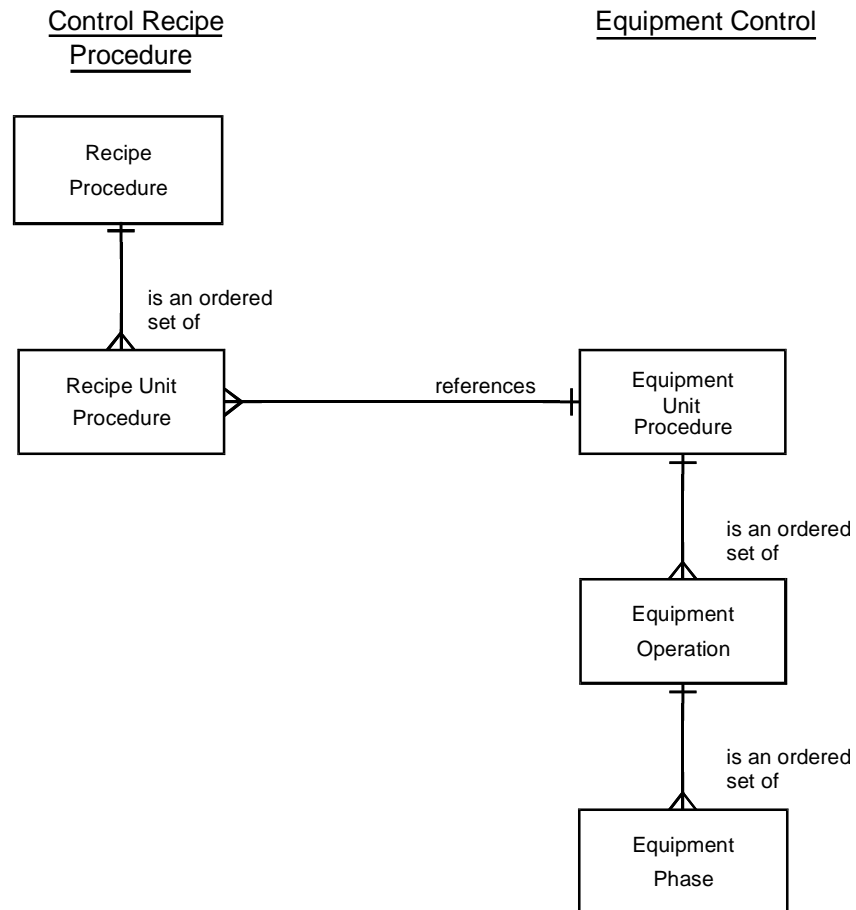 Control Recipe
Procedure
Equipment Control
Recipe
Procedure
is an ordered
set of
Recipe Unit
Procedure
references
Equipment
Unit
Procedure
is an ordered
set of
Equipment
Operation
is an ordered
set of
Equipment
Phase